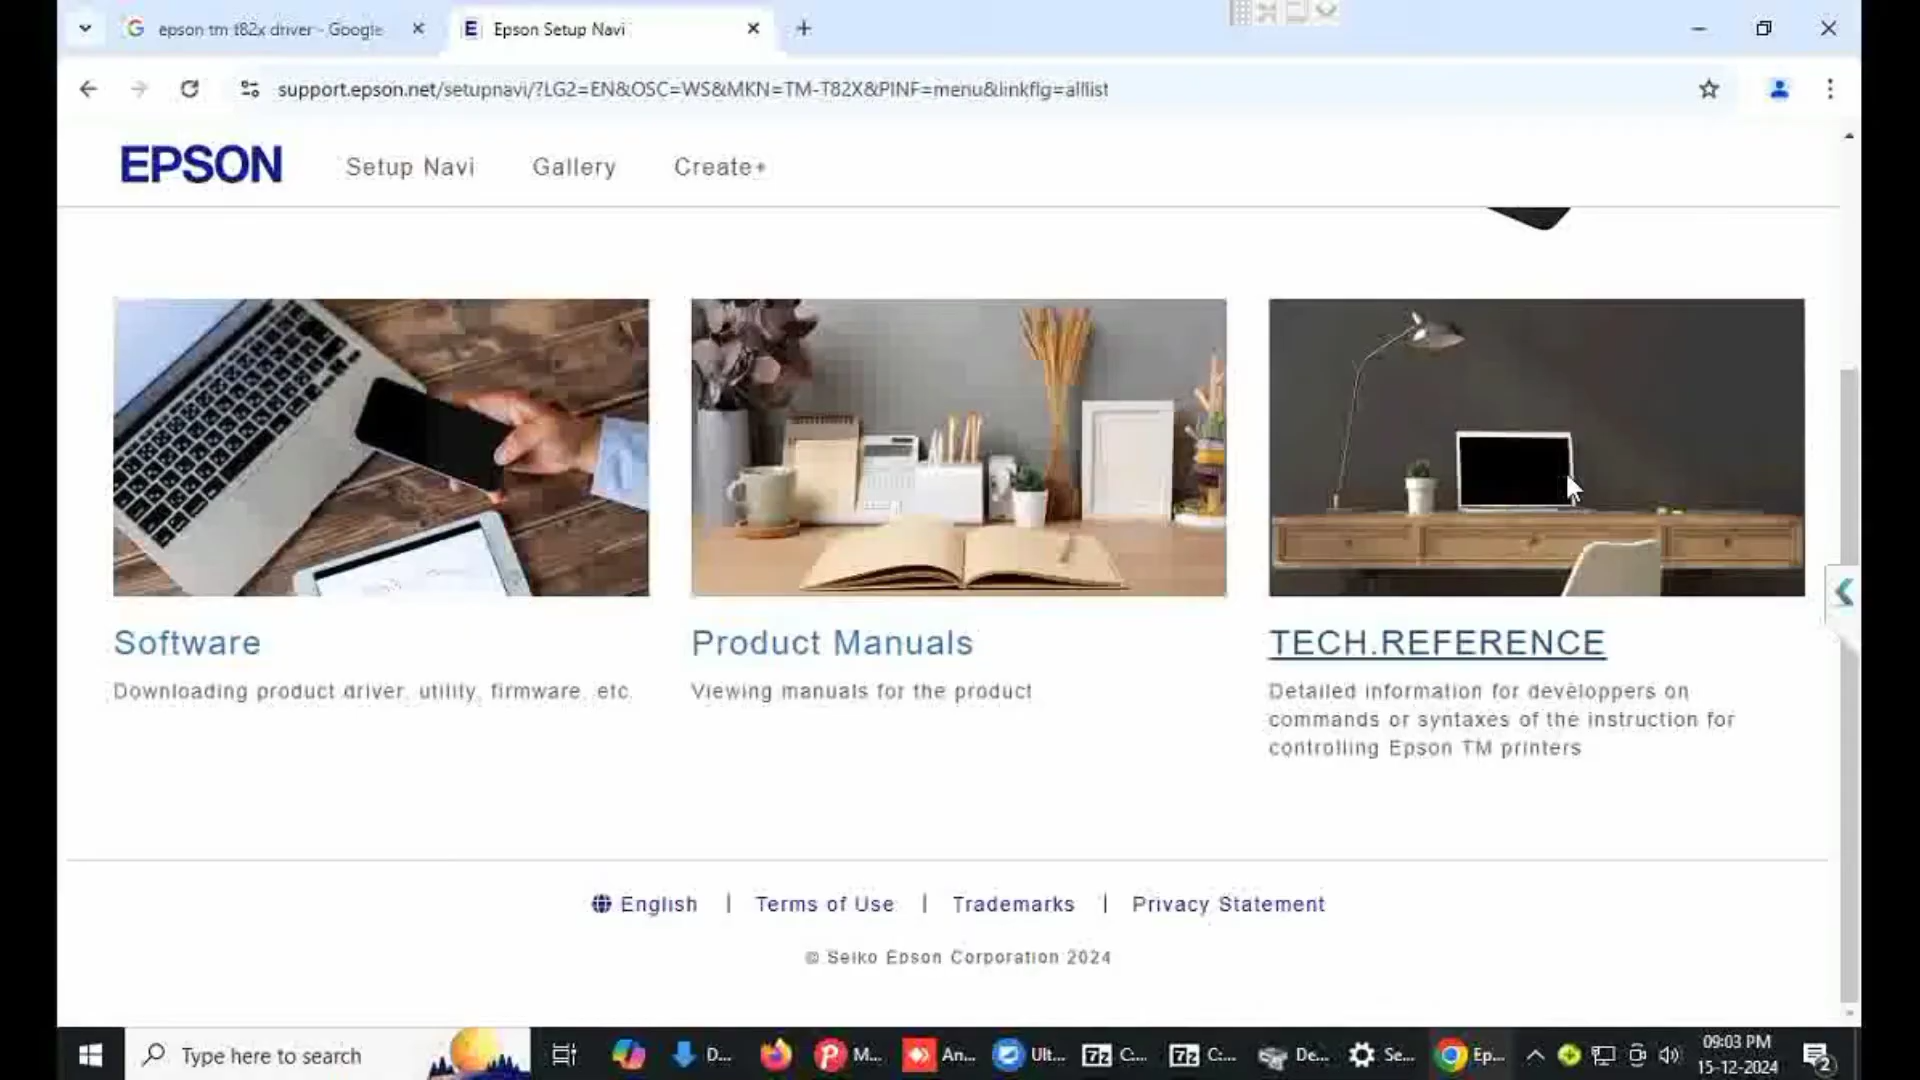 epson tm t82x driver - Google
Epson Setup Navi
support.epson.net/setupnavi/?LG2=EN&OSC=WS&MKN=TM-T82X&PINF=menu&linkflg=alllist
EPSON
Setup Navi
Gallery
Create+
Software
Downloading product driver, utility, firmware, etc.
Product Manuals
Viewing manuals for the product
TECH.REFERENCE
Detailed information for developpers on
commands or syntaxes of the instruction for
controlling Epson TM printers
English | Terms of Use | Trademarks | Privacy Statement
© Seiko Epson Corporation 2024
Type here to search
D...
M...
An...
Ult...
7z C:...
7z C:...
De...
Se...
Ep...
09:03 PM
15-12-2024
2